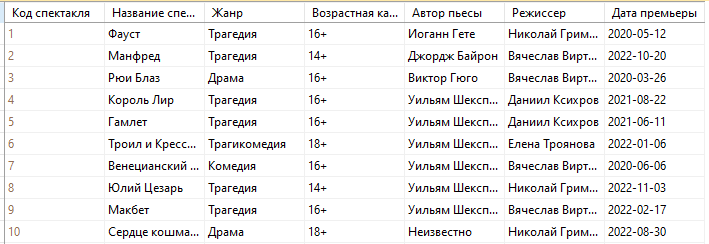 Код спектакля Название спе... Жанр Возрастная ка... Автор пьесы Режиссер Дата премьеры
1 Фауст Трагедия 16+ Иоганн Гете Николай Грим... 2020-05-12
2 Манфред Трагедия 14+ Джордж Байрон Вячеслав Вирт... 2022-10-20
3 Рюи Блаз Драма 16+ Виктор Гюго Вячеслав Вирт... 2020-03-26
4 Король Лир Трагедия 16+ Уильям Шексп... Даниил Ксихров 2021-08-22
5 Гамлет Трагедия 16+ Уильям Шексп... Даниил Ксихров 2021-06-11
6 Троил и Кресс... Трагикомедия 18+ Уильям Шексп... Елена Троянова 2022-01-06
7 Венецианский ... Комедия 16+ Уильям Шексп... Вячеслав Вирт... 2020-06-06
8 Юлий Цезарь Трагедия 14+ Уильям Шексп... Николай Грим... 2022-11-03
9 Макбет Трагедия 16+ Уильям Шексп... Вячеслав Вирт... 2022-02-17
10 Сердце кошма... Драма 18+ Неизвестно Николай Грим... 2022-08-30